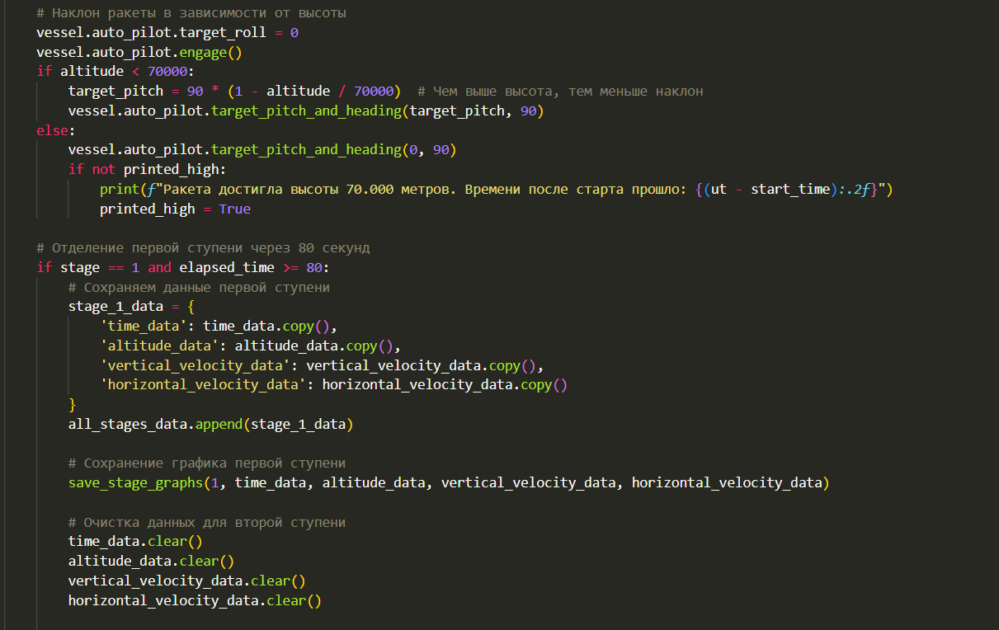 # Наклон ракеты в зависимости от высоты
vessel.auto_pilot.target_roll = 0
vessel.auto_pilot.engage()
if altitude < 70000:
    target_pitch = 90 * (1 - altitude / 70000)  # Чем выше высота, тем меньше наклон
    vessel.auto_pilot.target_pitch_and_heading(target_pitch, 90)
else:
    vessel.auto_pilot.target_pitch_and_heading(0, 90)
    if not printed_high:
        print(f"Ракета достигла высоты 70.000 метров. Времени после старта прошло: {(ut - start_time):.2f}")
        printed_high = True

# Отделение первой ступени через 80 секунд
if stage == 1 and elapsed_time >= 80:
    # Сохраняем данные первой ступени
    stage_1_data = {
        'time_data': time_data.copy(),
        'altitude_data': altitude_data.copy(),
        'vertical_velocity_data': vertical_velocity_data.copy(),
        'horizontal_velocity_data': horizontal_velocity_data.copy()
    }
    all_stages_data.append(stage_1_data)

    # Сохранение графика первой ступени
    save_stage_graphs(1, time_data, altitude_data, vertical_velocity_data, horizontal_velocity_data)

    # Очистка данных для второй ступени
    time_data.clear()
    altitude_data.clear()
    vertical_velocity_data.clear()
    horizontal_velocity_data.clear()